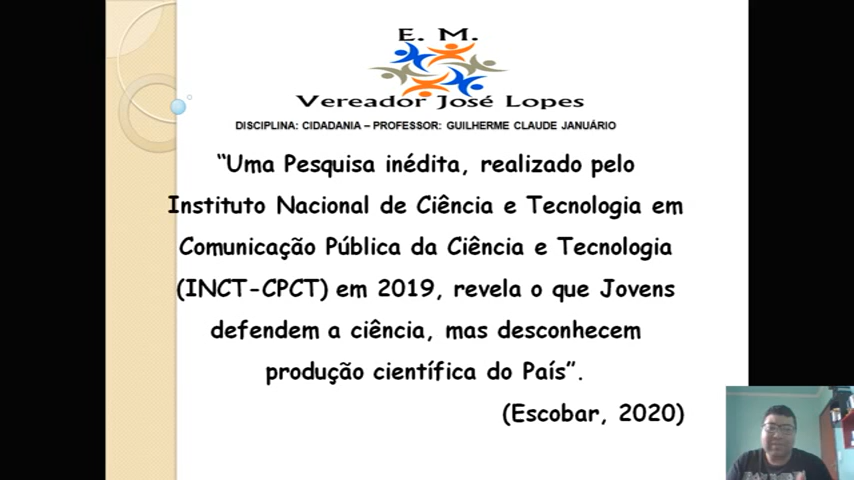 E. M.
Vereador José Lopes
DISCIPLINA: CIDADANIA – PROFESSOR: GUILHERME CLAUDE JANUÁRIO
“Uma Pesquisa inédita, realizado pelo
Instituto Nacional de Ciência e Tecnologia em
Comunicação Pública da Ciência e Tecnologia
(INCT-CPCT) em 2019, revela o que Jovens
defendem a ciência, mas desconhecem
produção científica do País”.
(Escobar, 2020)